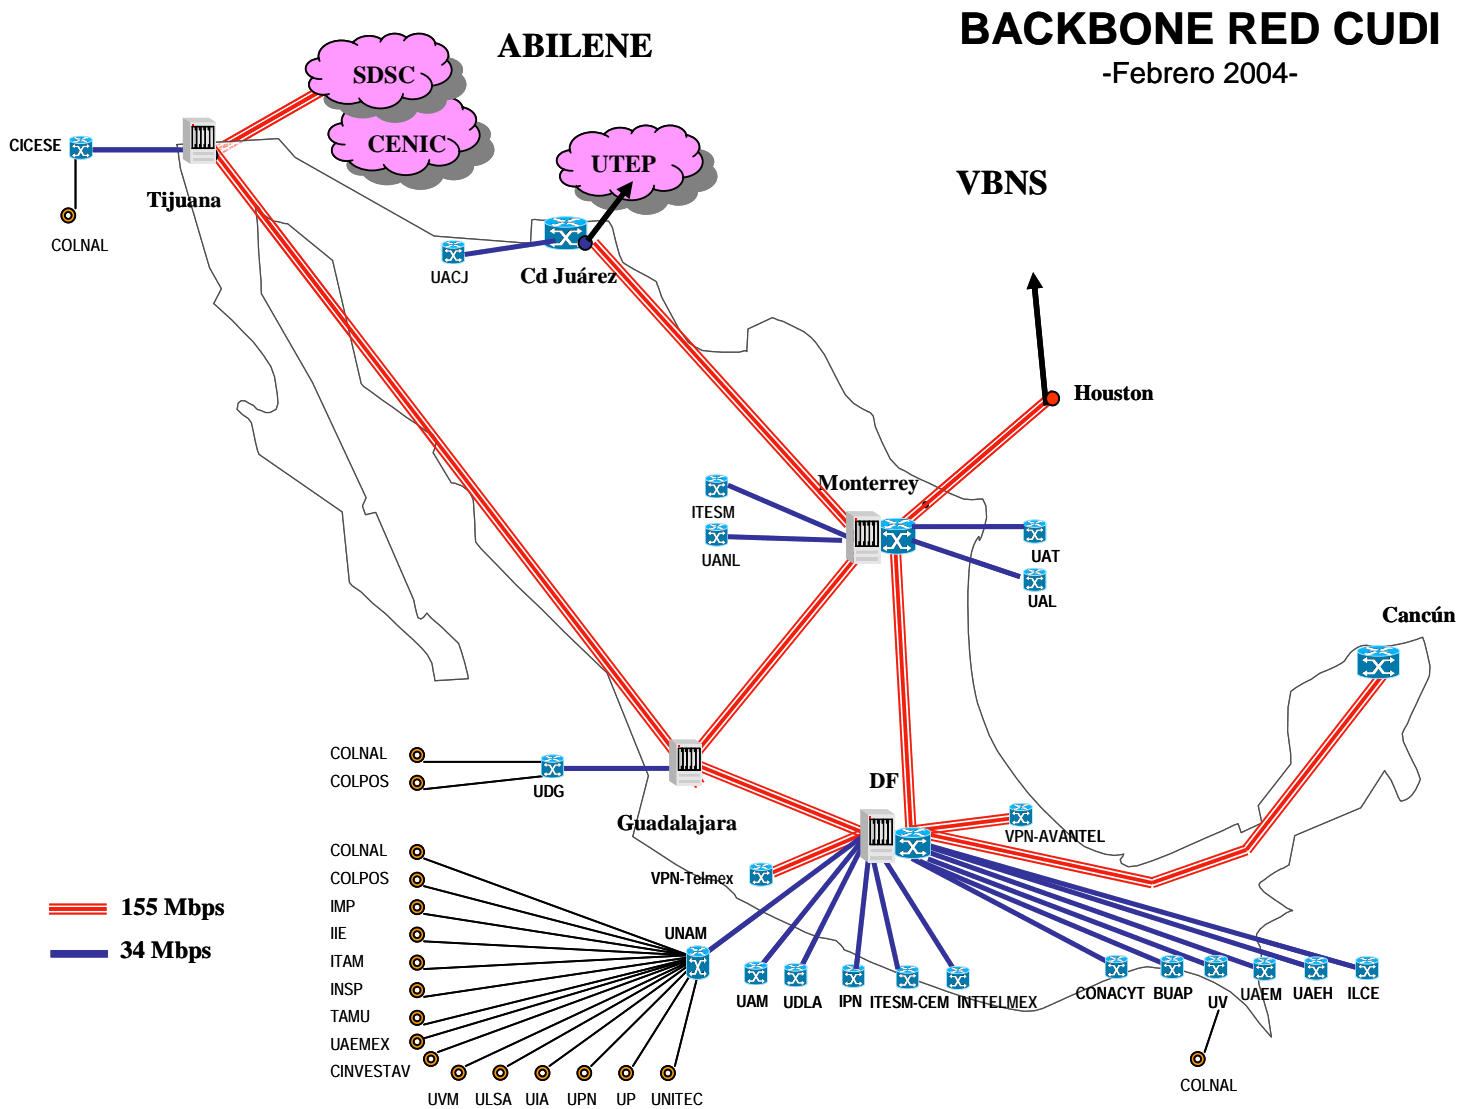 BACKBONE RED CUDI
-Febrero 2004-
ABILENE
SDSC
CENIC
CICESE
UTEP
VBNS
Tijuana
COLNAL
UACJ
Cd Juárez
Houston
Monterrey
ITESM
UANL
UAT
UAL
Cancún
COLNAL
COLPOS
UDG
DF
Guadalajara
VPN-AVANTEL
COLNAL
COLPOS
VPN-Telmex
155 Mbps
IMP
34 Mbps
IIE
UNAM
ITAM
INSP
UAM
UDLA
IPN
ITESM-CEM
INTTELMEX
CONACYT
BUAP
UV
UAEM
UAEH
ILCE
TAMU
UAEMEX
CINVESTAV
UVM
ULSA
UIA
UPN
UP
UNITEC
COLNAL